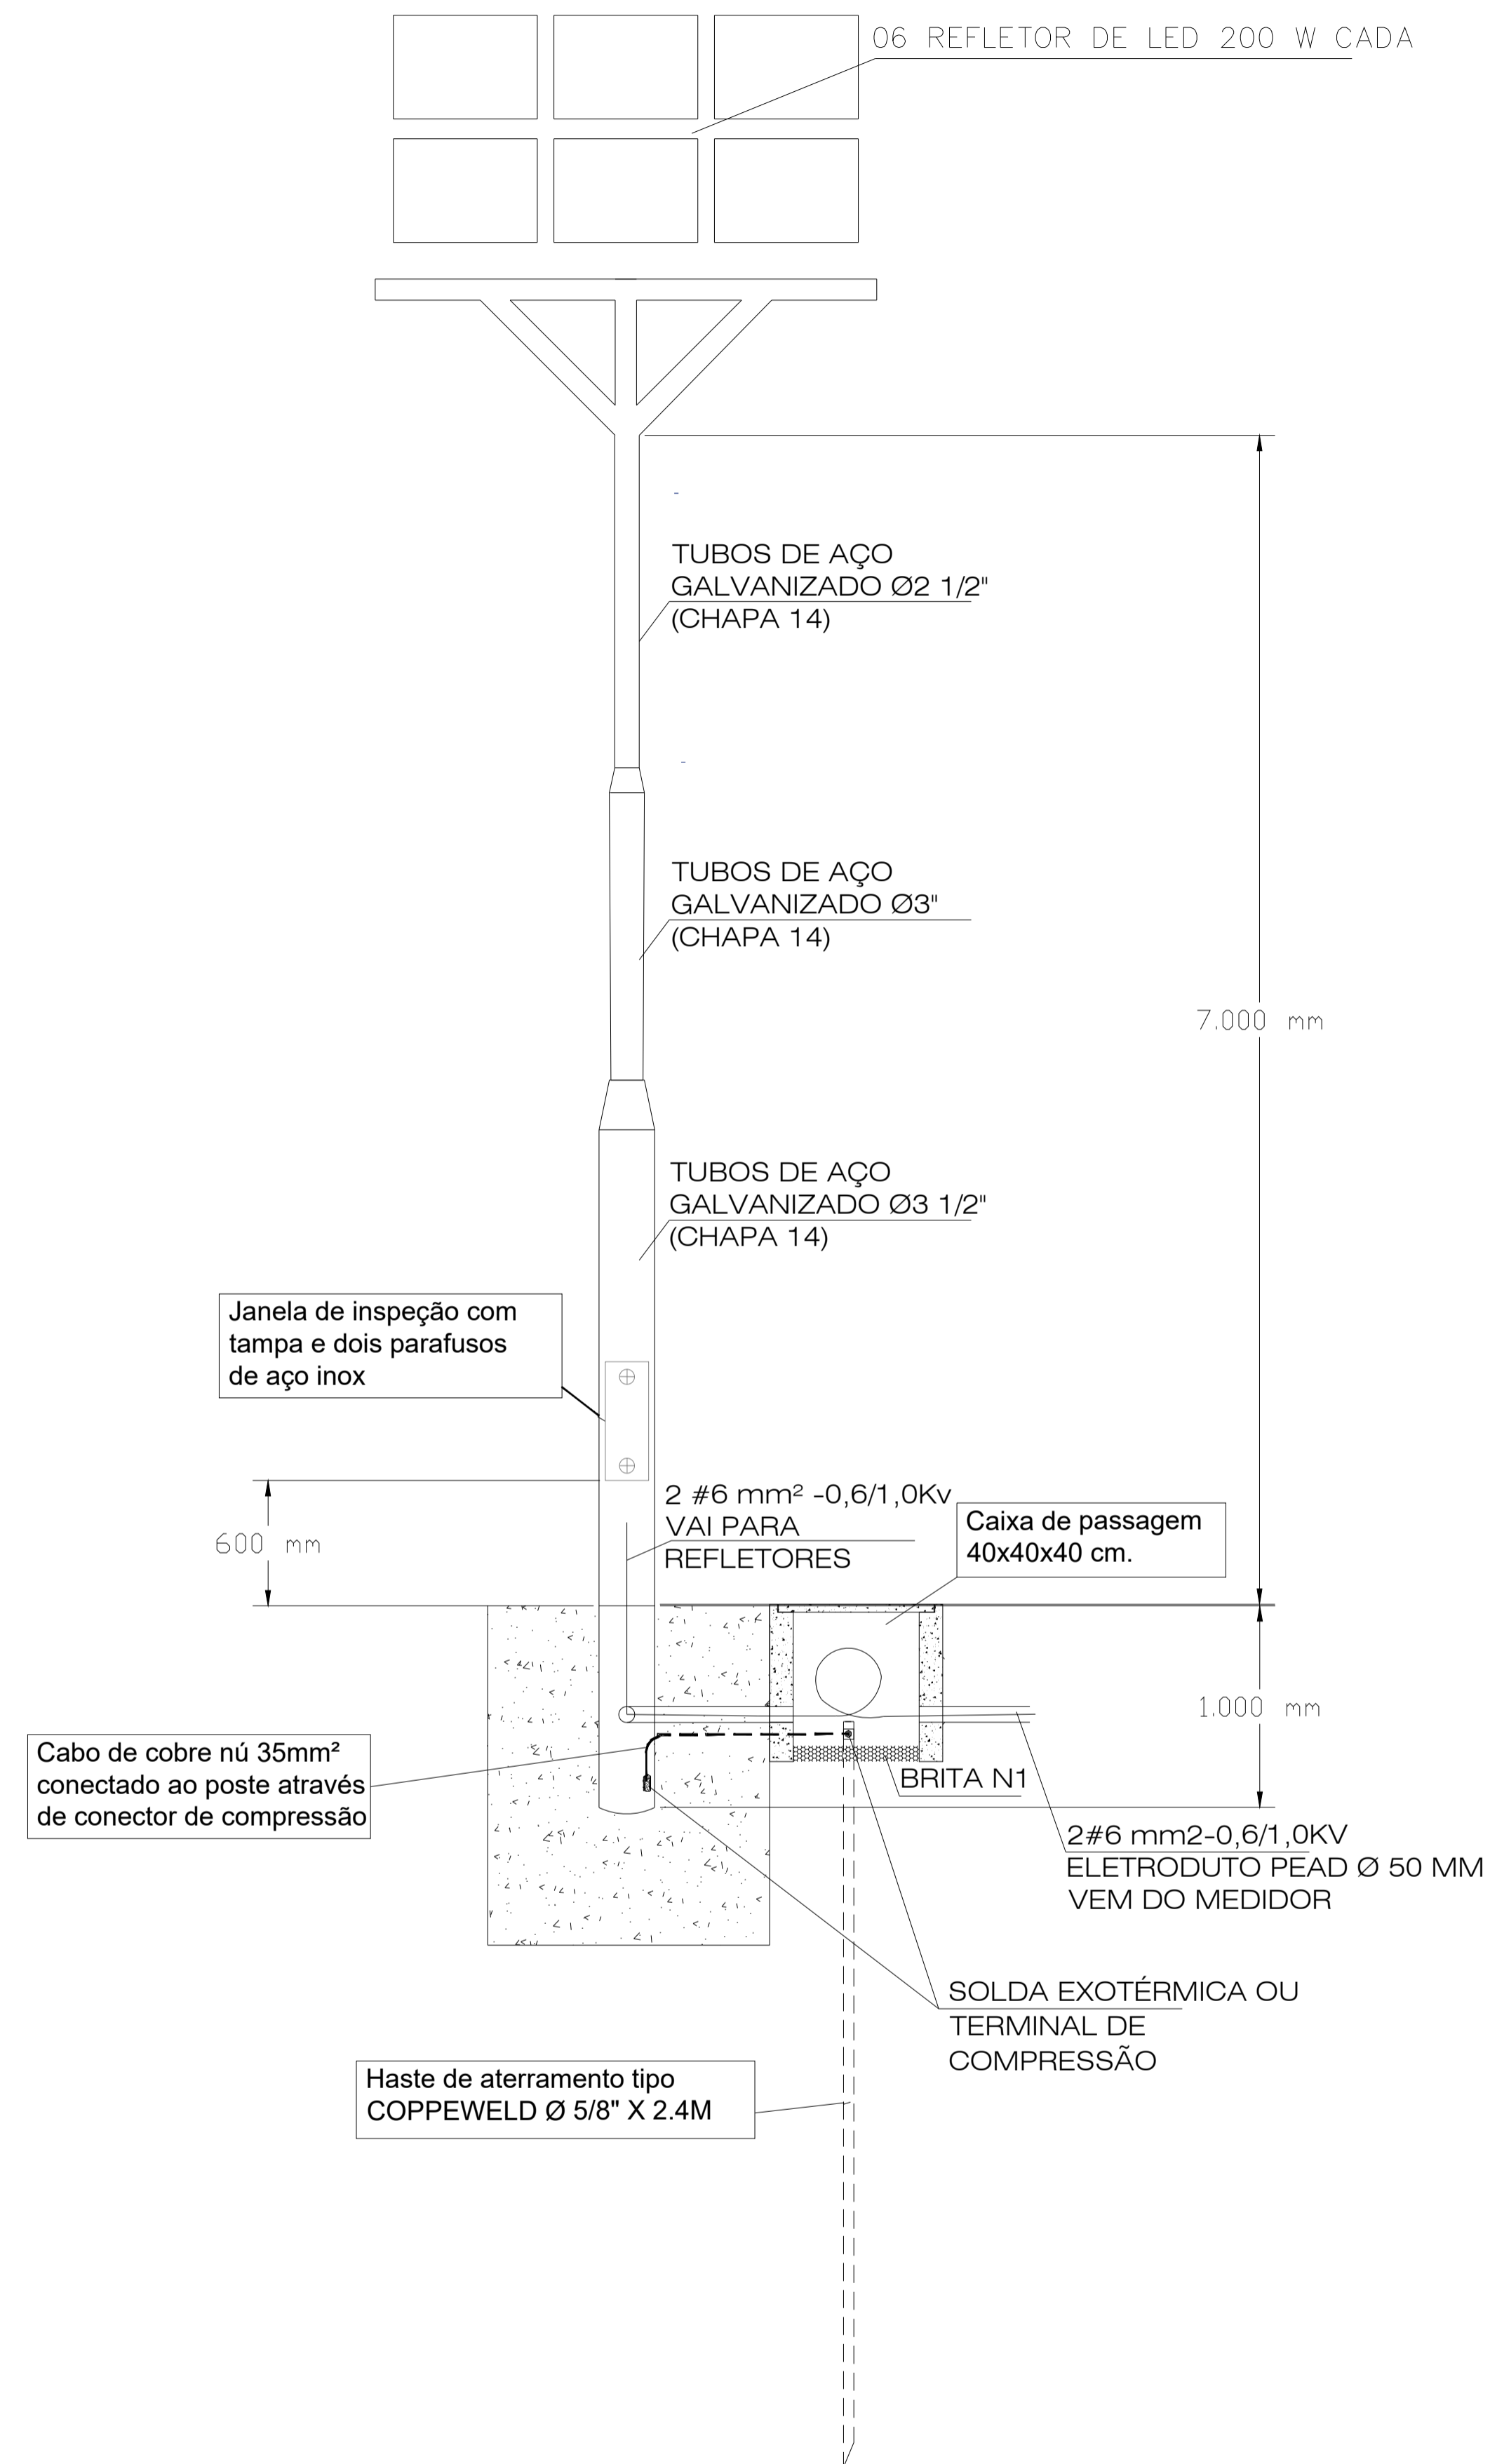 06 REFLETOR DE LED 200 W CADA
TUBOS DE AÇO
GALVANIZADO Ø2 1/2"
(CHAPA 14)
TUBOS DE AÇO
GALVANIZADO Ø3"
(CHAPA 14)
7.000 mm
TUBOS DE AÇO
GALVANIZADO Ø3 1/2"
(CHAPA 14)
Janela de inspeção com
tampa e dois parafusos
de aço inox
600 mm
2 #6 mm² -0,6/1,0Kv
VAI PARA
REFLETORES
Caixa de passagem
40x40x40 cm.
1.000 mm
Cabo de cobre nú 35mm²
conectado ao poste através
de conector de compressão
BRITA N1
2#6 mm2-0,6/1,0KV
ELETRODUTO PEAD Ø 50 MM
VEM DO MEDIDOR
SOLDA EXOTÉRMICA OU
TERMINAL DE
COMPRESSÃO
Haste de aterramento tipo
COPPEWELD Ø 5/8" X 2.4M